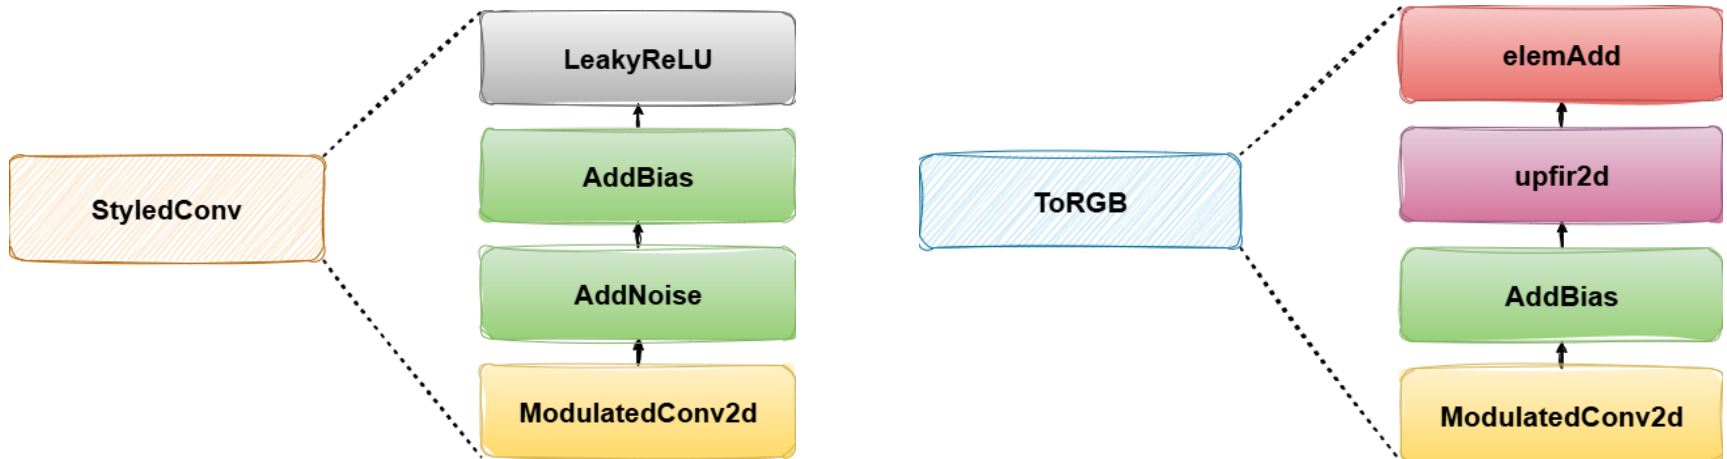 StyledConv
LeakyReLU
AddBias
AddNoise
ModulatedConv2d
ToRGB
elemAdd
upfir2d
AddBias
ModulatedConv2d